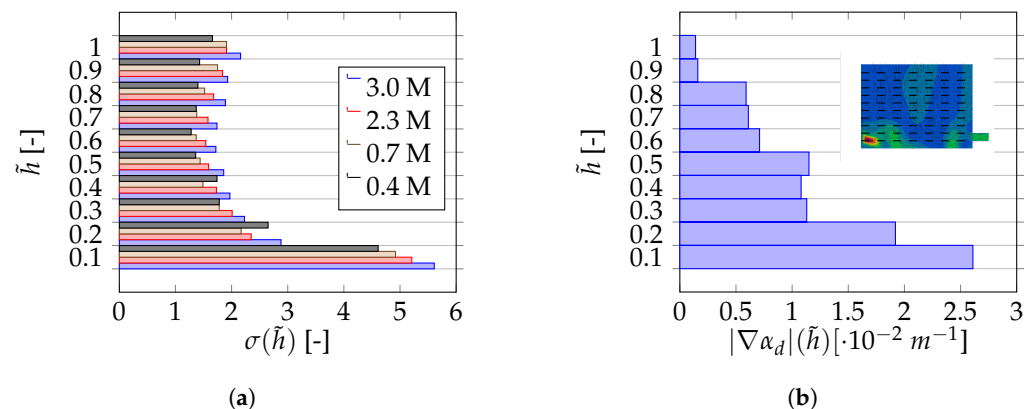 1
0.9
0.8
0.7
0.6
0.5
0.4
0.3
0.2
0.1
h̃ [-]
0 1 2 3 4 5 6
σ(h̃) [-]
3.0 M
2.3 M
0.7 M
0.4 M
(a)
1
0.9
0.8
0.7
0.6
0.5
0.4
0.3
0.2
0.1
h̃ [-]
0 0.5 1 1.5 2 2.5 3
|∇α_d|(h̃)[·10⁻² m⁻¹]
(b)